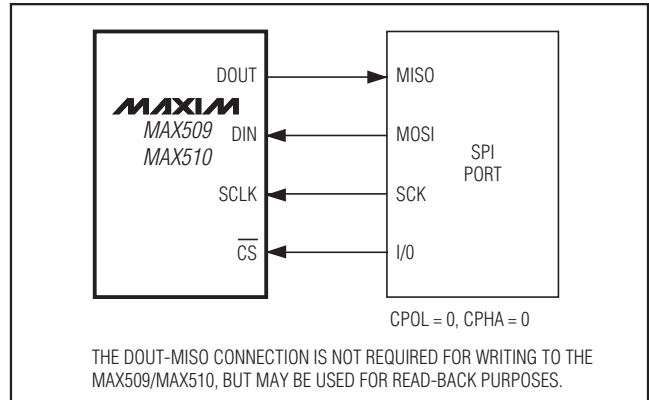 DOUT MISO
MAXIM
MAX509 DIN MOSI
MAX510 SPI
PORT
SCLK SCK
CS I/0
CPOL = 0, CPHA = 0
THE DOUT-MISO CONNECTION IS NOT REQUIRED FOR WRITING TO THE
MAX509/MAX510, BUT MAY BE USED FOR READ-BACK PURPOSES.